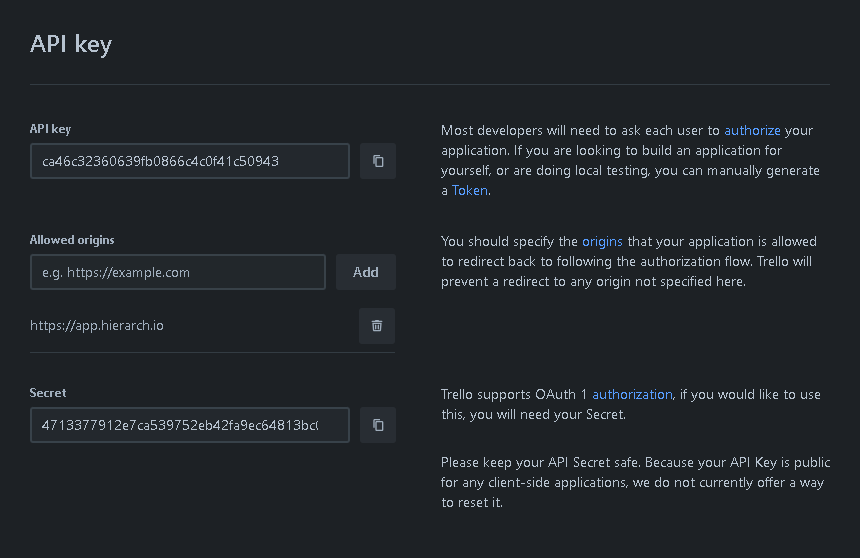 API key
API key
ca46c32360639fb0866c4c0f41c50943
Most developers will need to ask each user to authorize your
application. If you are looking to build an application for
yourself, or are doing local testing, you can manually generate
a Token.
Allowed origins
e.g. https://example.com
Add
https://app.hierarch.io
You should specify the origins that your application is allowed
to redirect back to following the authorization flow. Trello will
prevent a redirect to any origin not specified here.
Secret
4713377912e7ca539752eb42fa9ec64813bc
Trello supports OAuth 1 authorization, if you would like to use
this, you will need your Secret.
Please keep your API Secret safe. Because your API Key is public
for any client-side applications, we do not currently offer a way
to reset it.